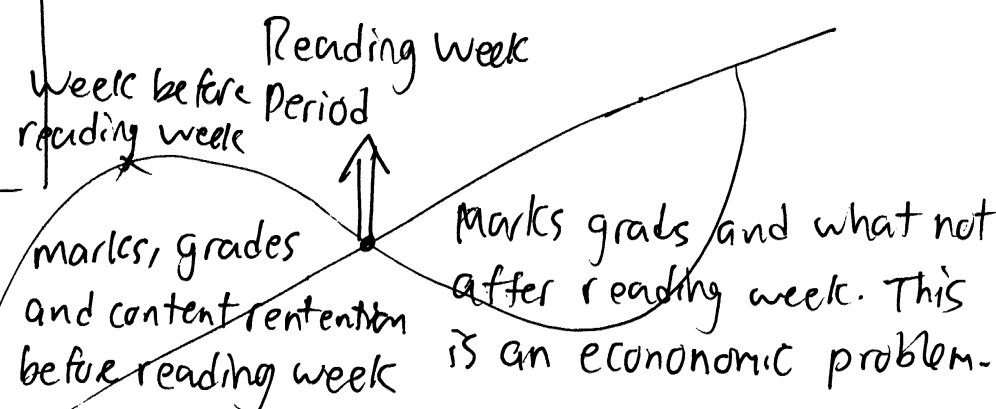 Reading week
Period
week before
reading week
marks, grades
and content rentention
before reading week
Marks grads and what not
after reading week. This
is an econonomic problem.